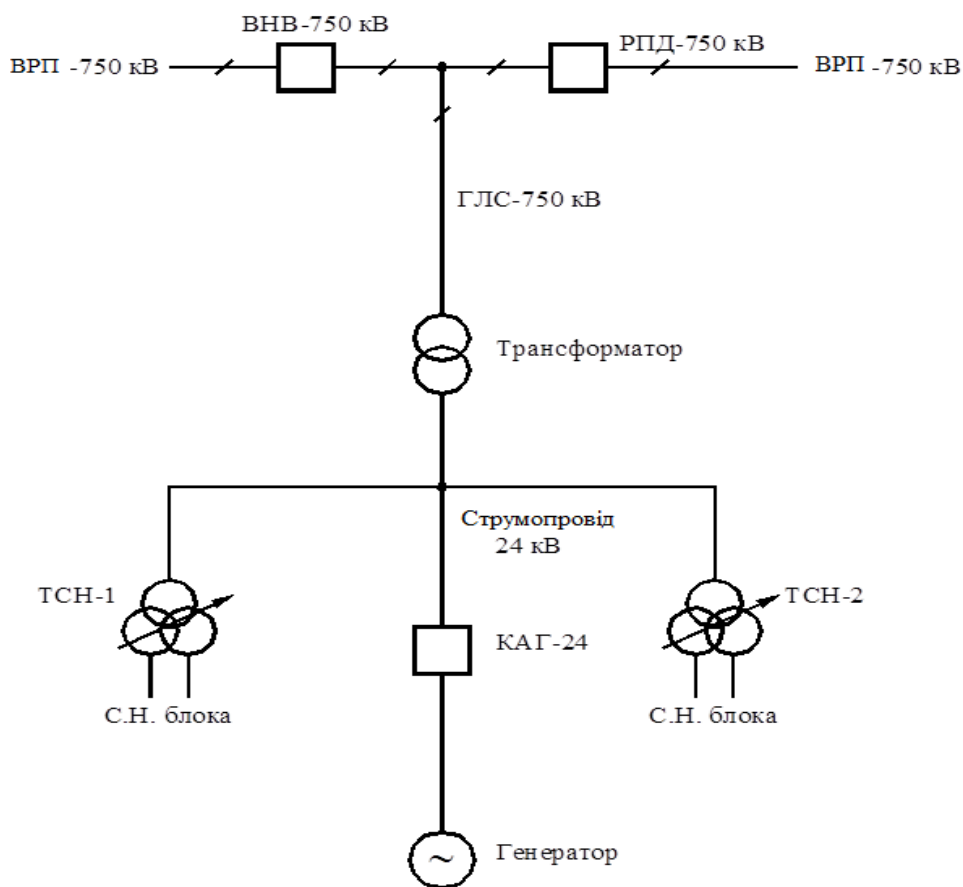 ВНВ-750 кВ
РПД-750 кВ
ВРП -750 кВ
ВРП -750 кВ
ГЛС-750 кВ
Трансформатор
Струмопровід
24 кВ
ТСН-1
ТСН-2
КАГ-24
С.Н. блока
С.Н. блока
~
Генератор